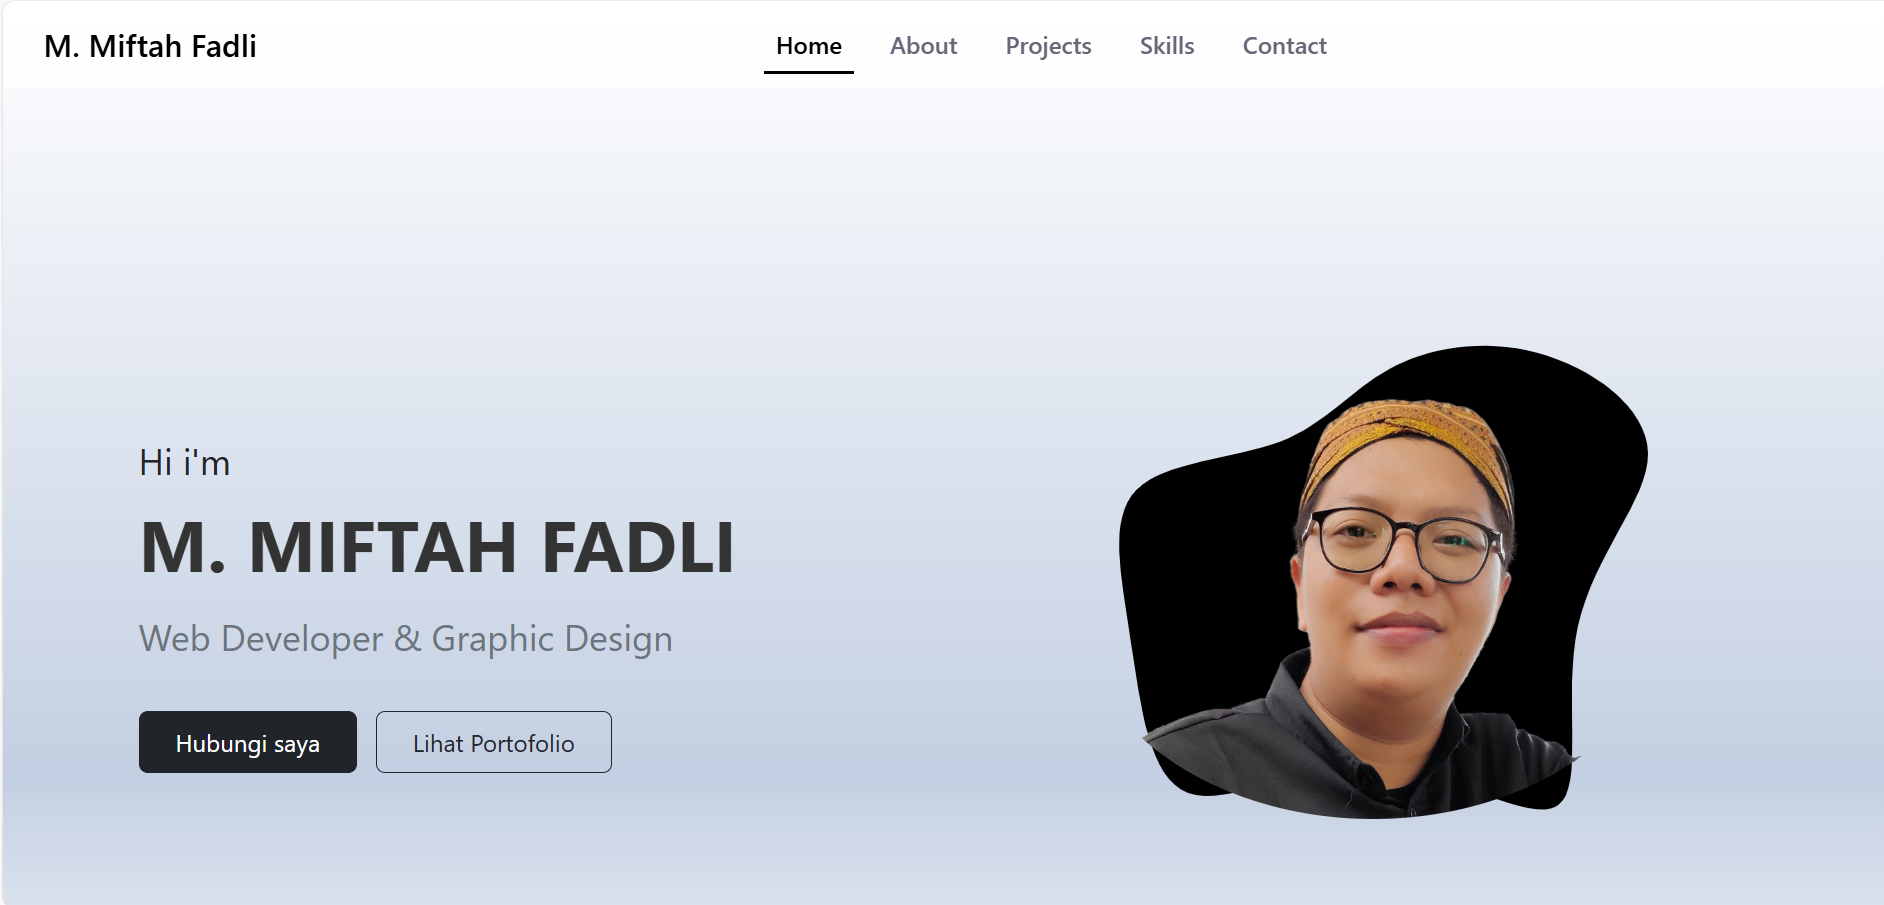 M. Miftah Fadli
Home About Projects Skills Contact
Hi i'm
M. MIFTAH FADLI
Web Developer & Graphic Design
Hubungi saya Lihat Portofolio